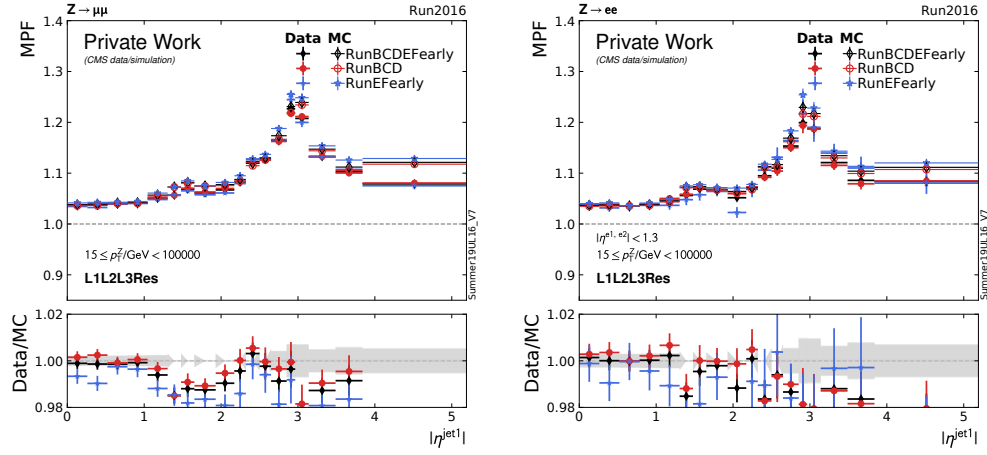 Z → μμ
Run2016
MPF
1.4
1.3
1.2
1.1
1.0
0.9
Private Work
(CMS data/simulation)
Data MC
RunBCDEFearly
RunBCD
RunEFearly
15 ≤ p_T^Z/GeV < 100000
L1L2L3Res
Summer19UL16_V7
Data/MC
1.02
1.00
0.98
0 1 2 3 4 5
|η^jet1|
Z → ee
Run2016
MPF
1.4
1.3
1.2
1.1
1.0
0.9
Private Work
(CMS data/simulation)
Data MC
RunBCDEFearly
RunBCD
RunEFearly
|η^e1, e2| < 1.3
15 ≤ p_T^Z/GeV < 100000
L1L2L3Res
Summer19UL16_V7
Data/MC
1.02
1.00
0.98
0 1 2 3 4 5
|η^jet1|